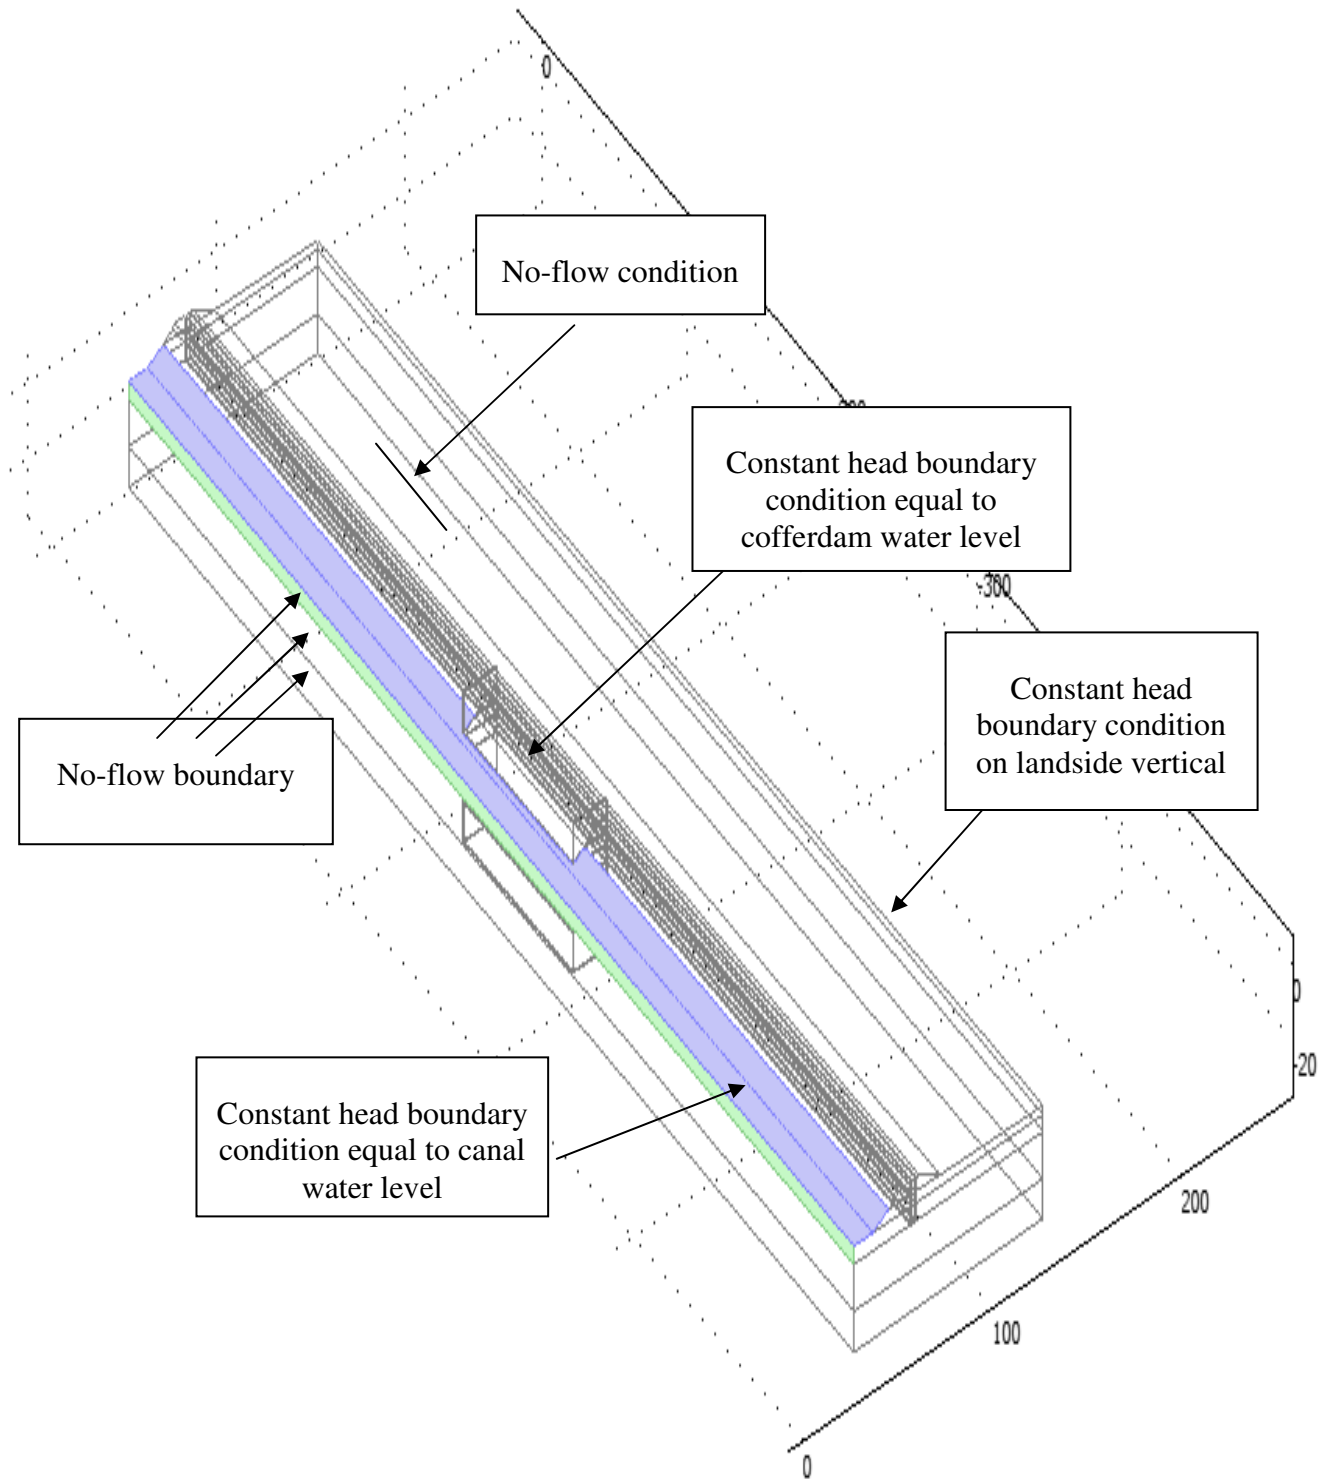 0
No-flow condition
Constant head boundary
condition equal to
cofferdam water level
-300
Constant head
boundary condition
on landside vertical
No-flow boundary
0
-20
Constant head boundary
condition equal to canal
water level
200
100
0